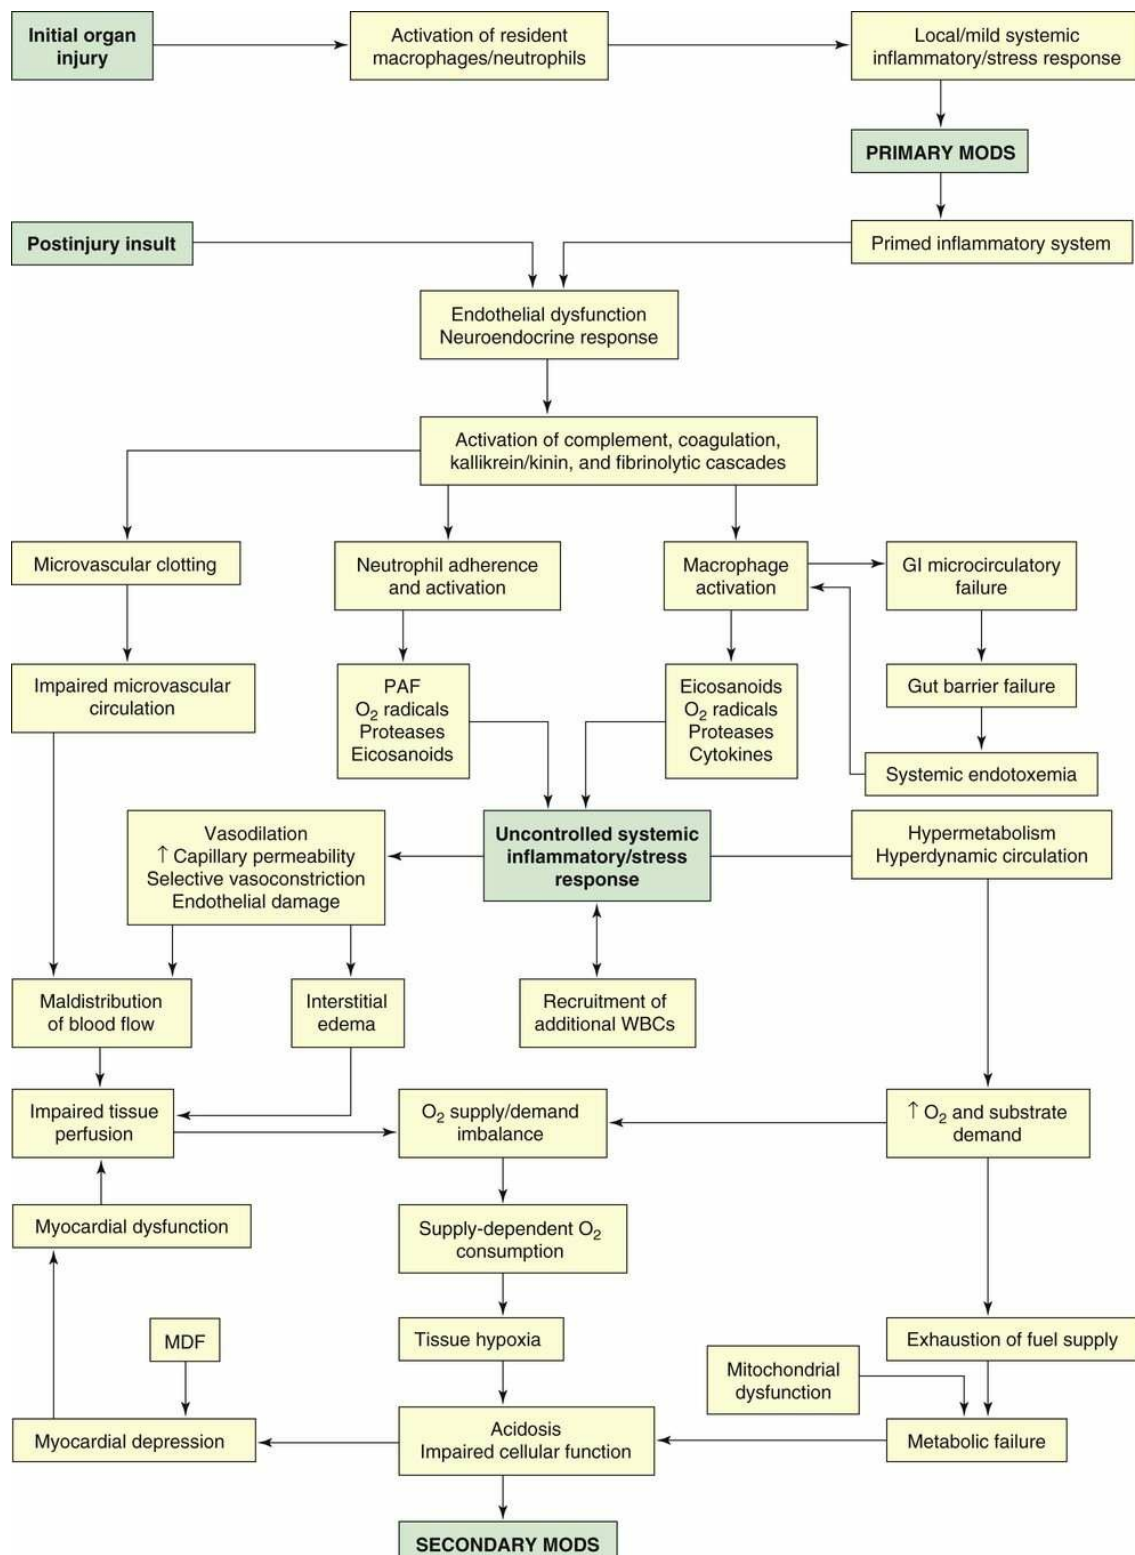 Initial organ
injury
Activation of resident
macrophages/neutrophils
Local/mild systemic
inflammatory/stress response
PRIMARY MODS
Postinjury insult
Primed inflammatory system
Endothelial dysfunction
Neuroendocrine response
Activation of complement, coagulation,
kallikrein/kinin, and fibrinolytic cascades
Microvascular clotting
Neutrophil adherence
and activation
Macrophage
activation
GI microcirculatory
failure
Impaired microvascular
circulation
PAF
O₂ radicals
Proteases
Eicosanoids
Eicosanoids
O₂ radicals
Proteases
Cytokines
Gut barrier failure
Systemic endotoxemia
Vasodilation
↑ Capillary permeability
Selective vasoconstriction
Endothelial damage
Uncontrolled systemic
inflammatory/stress
response
Hypermetabolism
Hyperdynamic circulation
Maldistribution
of blood flow
Interstitial
edema
Recruitment of
additional WBCs
Impaired tissue
perfusion
O₂ supply/demand
imbalance
↑ O₂ and substrate
demand
Myocardial dysfunction
Supply-dependent O₂
consumption
MDF
Tissue hypoxia
Exhaustion of fuel supply
Mitochondrial
dysfunction
Myocardial depression
Acidosis
Impaired cellular function
Metabolic failure
SECONDARY MODS